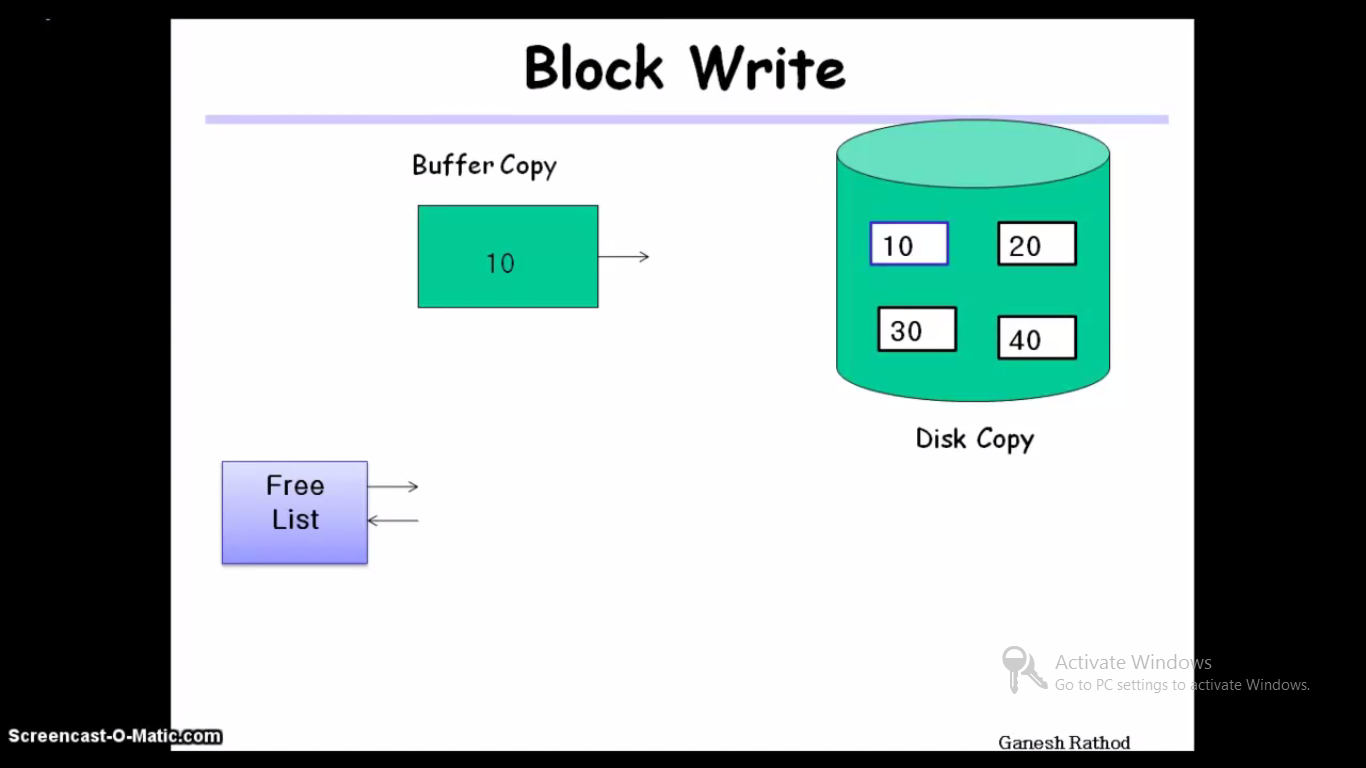 Block Write
Buffer Copy
10
10
20
30
40
Disk Copy
Free
List
Activate Windows
Go to PC settings to activate Windows.
Screencast-O-Matic.com
Ganesh Rathod